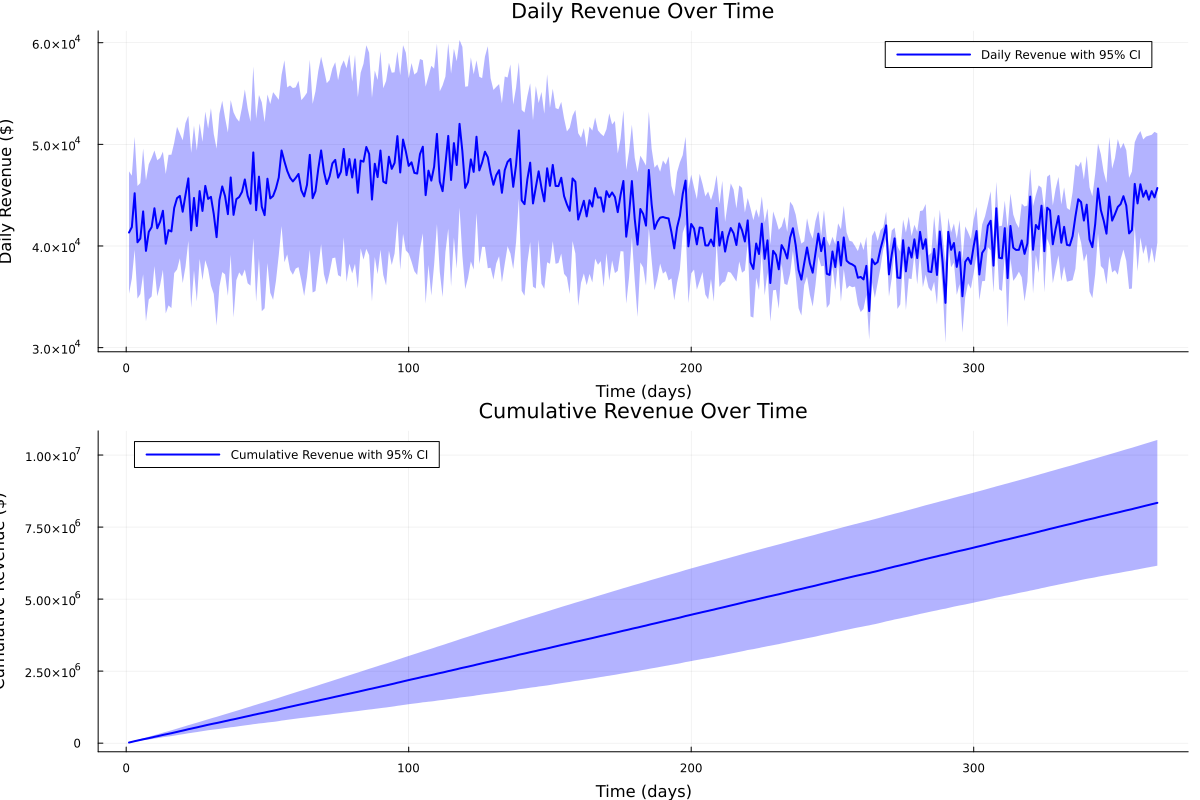 Daily Revenue Over Time
Daily Revenue ($)
6.0×10⁴
5.0×10⁴
4.0×10⁴
3.0×10⁴
Daily Revenue with 95% CI
0 100 200 300
Time (days)
Cumulative Revenue Over Time
Cumulative Revenue ($)
1.00×10⁷
7.50×10⁶
5.00×10⁶
2.50×10⁶
0
Cumulative Revenue with 95% CI
0 100 200 300
Time (days)